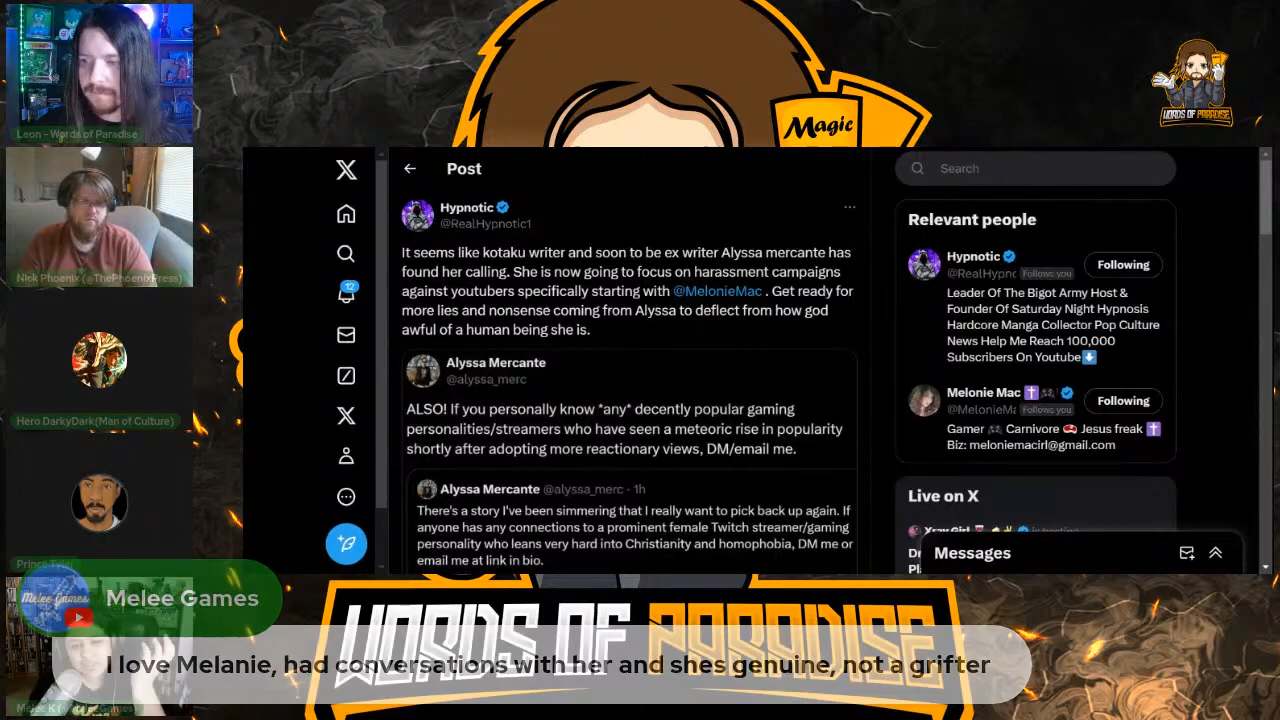 Leon - Words of Paradise
Nick Phoenix (@ThePhoenixPress)
Hero DarkyDark(Man of Culture)
Prince Tyler
Magic
WORDS OF PARADISE
Post
Hypnotic
@RealHypnotic1
It seems like kotaku writer and soon to be ex writer Alyssa mercante has
found her calling. She is now going to focus on harassment campaigns
against youtubers specifically starting with @MelonieMac . Get ready for
more lies and nonsense coming from Alyssa to deflect from how god
awful of a human being she is.
Alyssa Mercante
@alyssa_merc
ALSO! If you personally know *any* decently popular gaming
personalities/streamers who have seen a meteoric rise in popularity
shortly after adopting more reactionary views, DM/email me.
Alyssa Mercante @alyssa_merc · 1h
There's a story I've been simmering that I really want to pick back up again. If
anyone has any connections to a prominent female Twitch streamer/gaming
personality who leans very hard into Christianity and homophobia, DM me or
email me at link in bio.
12
Search
Relevant people
Hypnotic
@RealHypno Follows you
Following
Leader Of The Bigot Army Host &
Founder Of Saturday Night Hypnosis
Hardcore Manga Collector Pop Culture
News Help Me Reach 100,000
Subscribers On Youtube
Melonie Mac
@MelonieMa Follows you
Following
Gamer Carnivore Jesus freak
Biz: meloniemacirl@gmail.com
Live on X
Xray Girl is hosting
Messages
Melee Games
I love Melanie, had conversations with her and shes genuine, not a grifter
WORDS OF PARADISE